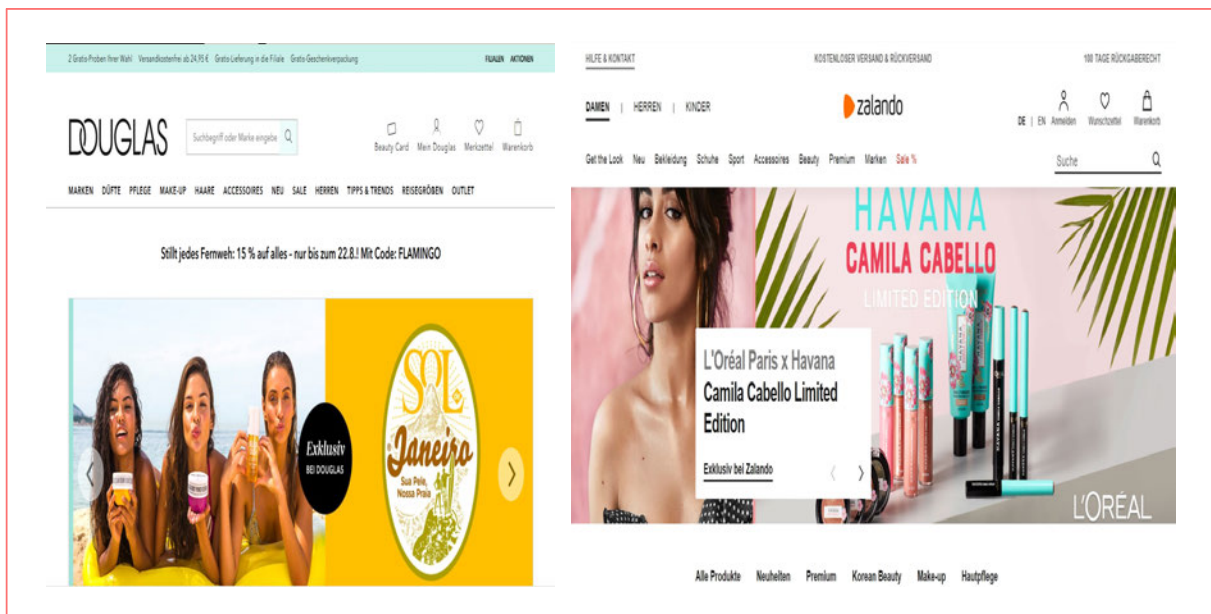 2 Gratis-Proben Ihrer Wahl Versandkostenfrei ab 24,95 € Gratis-Lieferung in die Filiale Gratis-Geschenkverpackung FILIALEN AKTIONEN
DOUGLAS
Suchbegriff oder Marke eingebe
Beauty Card Mein Douglas Merkzettel Warenkorb
MARKEN DÜFTE PFLEGE MAKE-UP HAARE ACCESSOIRES NEU SALE HERREN TIPPS & TRENDS REISEGRÖßEN OUTLET
Stillt jedes Fernweh: 15 % auf alles - nur bis zum 22.8.! Mit Code: FLAMINGO
Exklusiv
BEI DOUGLAS
SOL
de
Janeiro
Sua Pele,
Nossa Praia
HILFE & KONTAKT KOSTENLOSER VERSAND & RÜCKVERSAND 100 TAGE RÜCKGABERECHT
DAMEN | HERREN | KINDER
zalando
DE | EN Anmelden Wunschzettel Warenkorb
Get the Look Neu Bekleidung Schuhe Sport Accessoires Beauty Premium Marken Sale %
Suche
HAVANA
CAMILA CABELLO
LIMITED EDITION
L'Oréal Paris x Havana
Camila Cabello Limited
Edition
Exklusiv bei Zalando
L'ORÉAL
Alle Produkte Neuheiten Premium Korean Beauty Make-up Hautpflege